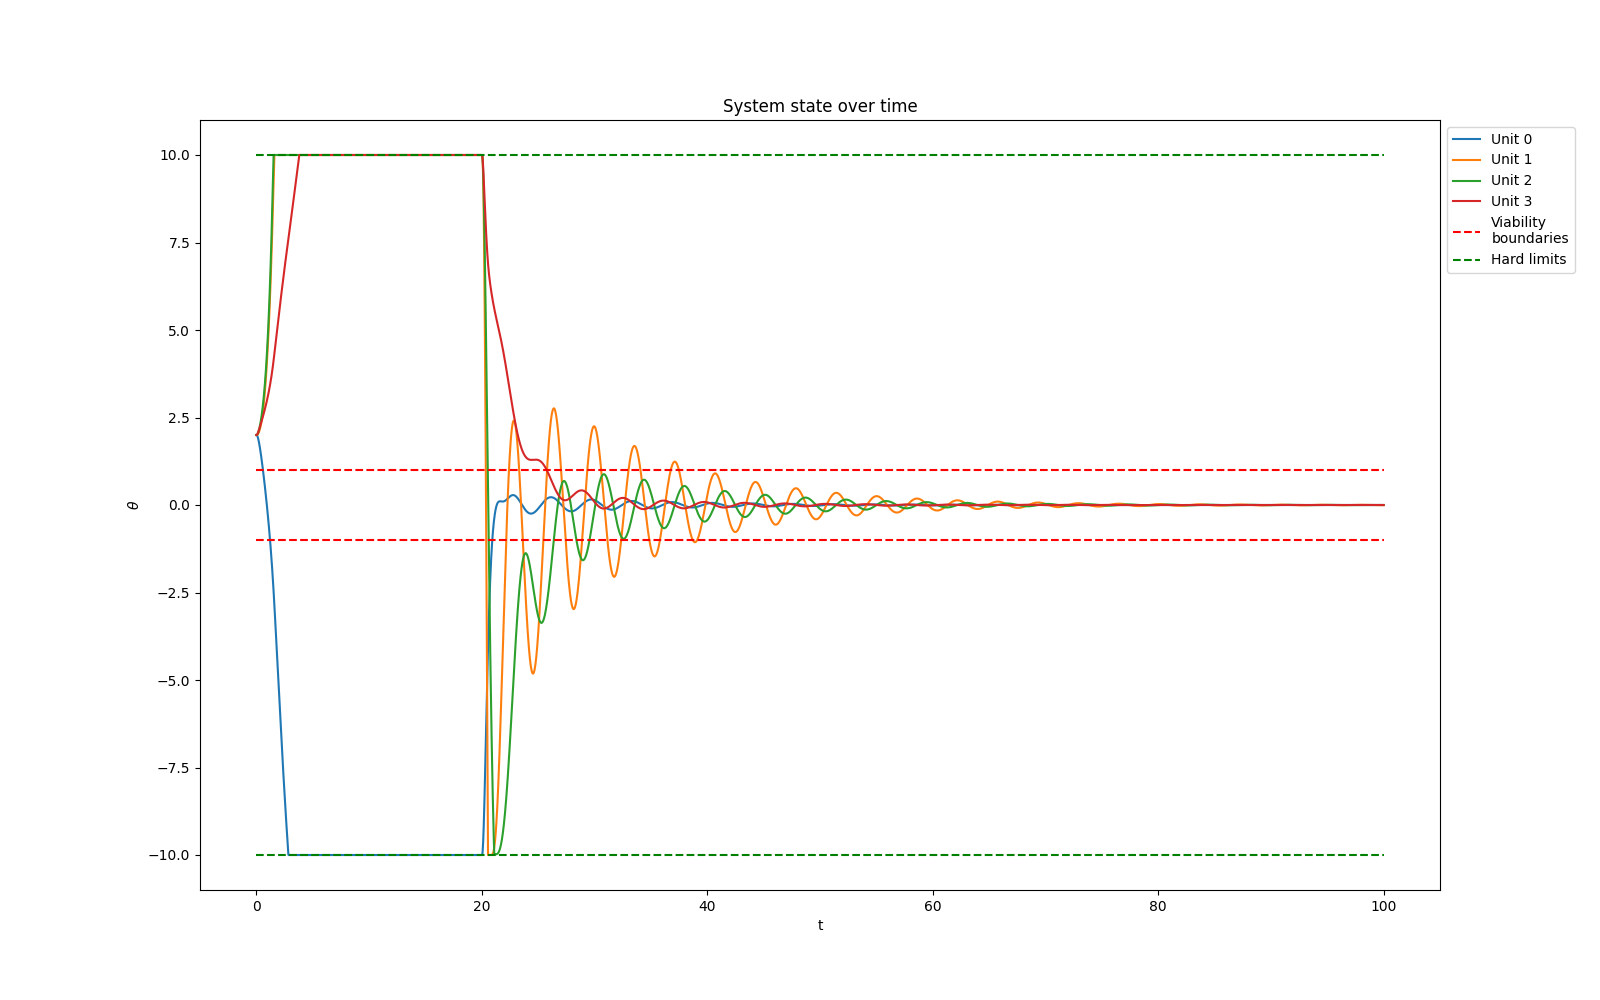 System state over time
10.0
7.5
5.0
2.5
0.0
−2.5
−5.0
−7.5
−10.0
θ
0
20
40
60
80
100
t
Unit 0
Unit 1
Unit 2
Unit 3
Viability
boundaries
Hard limits